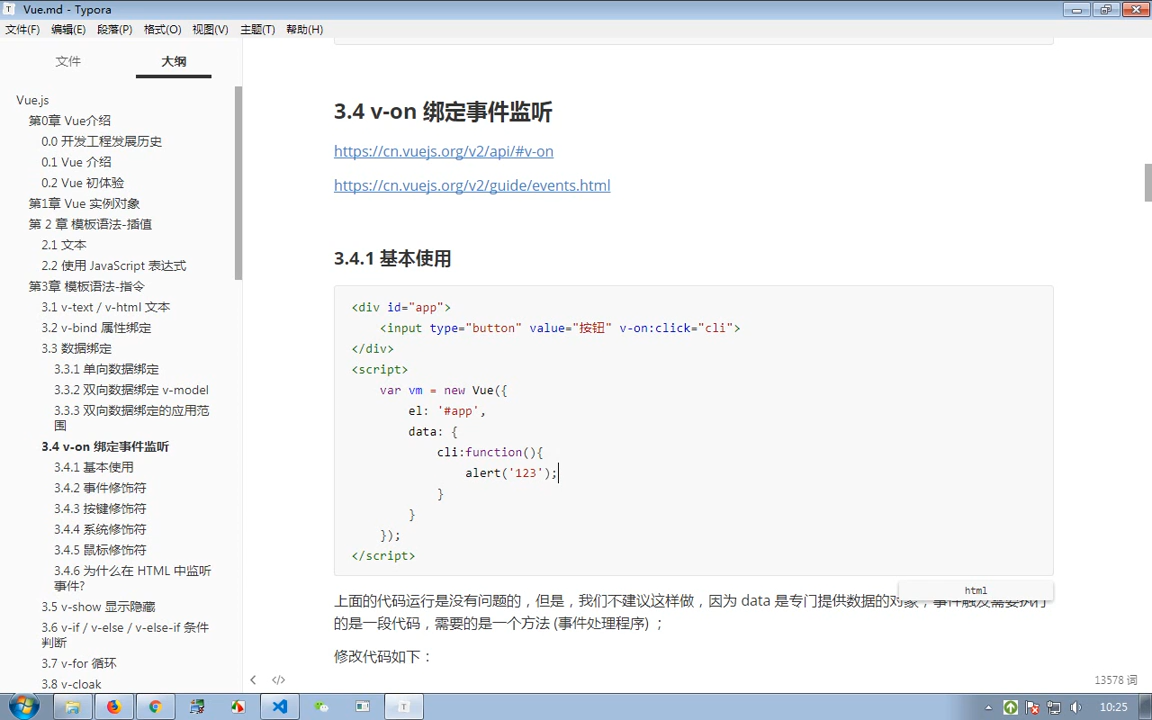 Vue.md - Typora
文件(F) 编辑(E) 段落(P) 格式(O) 视图(V) 主题(T) 帮助(H)
文件 大纲
Vue.js
第0章 Vue介绍
0.0 开发工程发展历史
0.1 Vue 介绍
0.2 Vue 初体验
第1章 Vue 实例对象
第 2 章 模板语法-插值
2.1 文本
2.2 使用 JavaScript 表达式
第3章 模板语法-指令
3.1 v-text / v-html 文本
3.2 v-bind 属性绑定
3.3 数据绑定
3.3.1 单向数据绑定
3.3.2 双向数据绑定 v-model
3.3.3 双向数据绑定的应用范
围
3.4 v-on 绑定事件监听
3.4.1 基本使用
3.4.2 事件修饰符
3.4.3 按键修饰符
3.4.4 系统修饰符
3.4.5 鼠标修饰符
3.4.6 为什么在 HTML 中监听
事件?
3.5 v-show 显示隐藏
3.6 v-if / v-else / v-else-if 条件
判断
3.7 v-for 循环
3.8 v-cloak
3.4 v-on 绑定事件监听
https://cn.vuejs.org/v2/api/#v-on
https://cn.vuejs.org/v2/guide/events.html
3.4.1 基本使用
<div id="app">
<input type="button" value="按钮" v-on:click="cli">
</div>
<script>
var vm = new Vue({
el: '#app',
data: {
cli:function(){
alert('123');
}
}
});
</script>
html
上面的代码运行是没有问题的，但是，我们不建议这样做，因为 data 是专门提供数据的对象，事件触发需要执行
的是一段代码，需要的是一个方法 (事件处理程序) ；
修改代码如下：
</> 13578 词
10:25